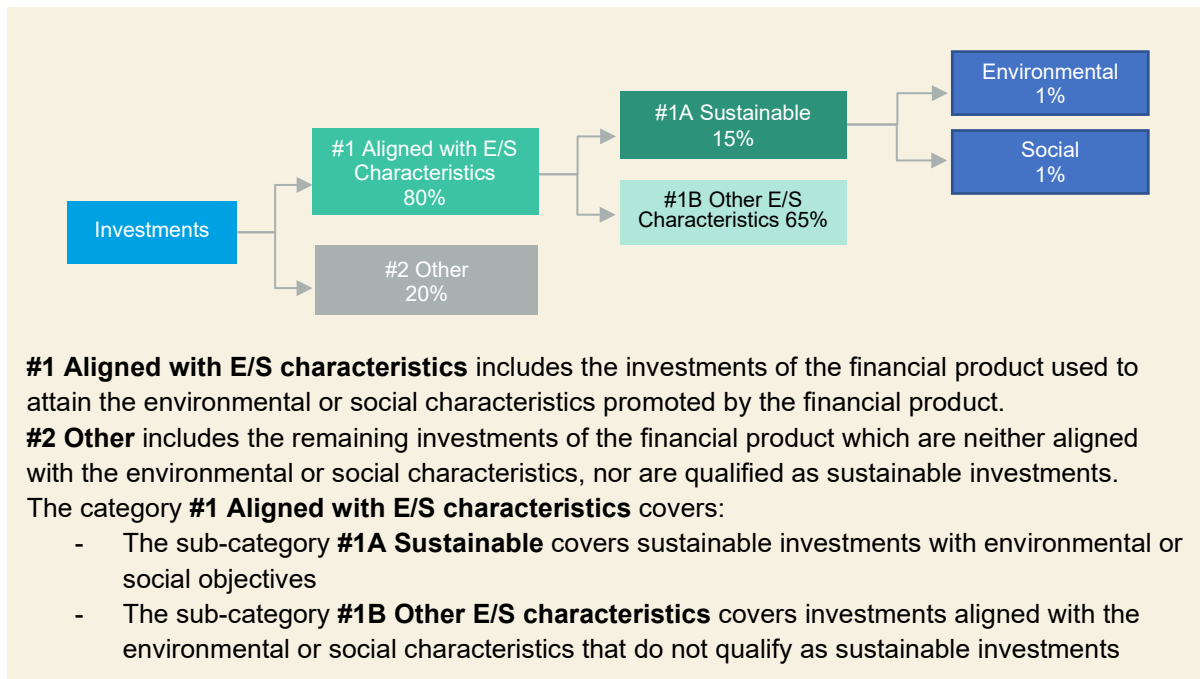 Investments
#1 Aligned with E/S
Characteristics
80%
#2 Other
20%
#1A Sustainable
15%
#1B Other E/S
Characteristics 65%
Environmental
1%
Social
1%
#1 Aligned with E/S characteristics includes the investments of the financial product used to
attain the environmental or social characteristics promoted by the financial product.
#2 Other includes the remaining investments of the financial product which are neither aligned
with the environmental or social characteristics, nor are qualified as sustainable investments.
The category #1 Aligned with E/S characteristics covers:
- The sub-category #1A Sustainable covers sustainable investments with environmental or
social objectives
- The sub-category #1B Other E/S characteristics covers investments aligned with the
environmental or social characteristics that do not qualify as sustainable investments